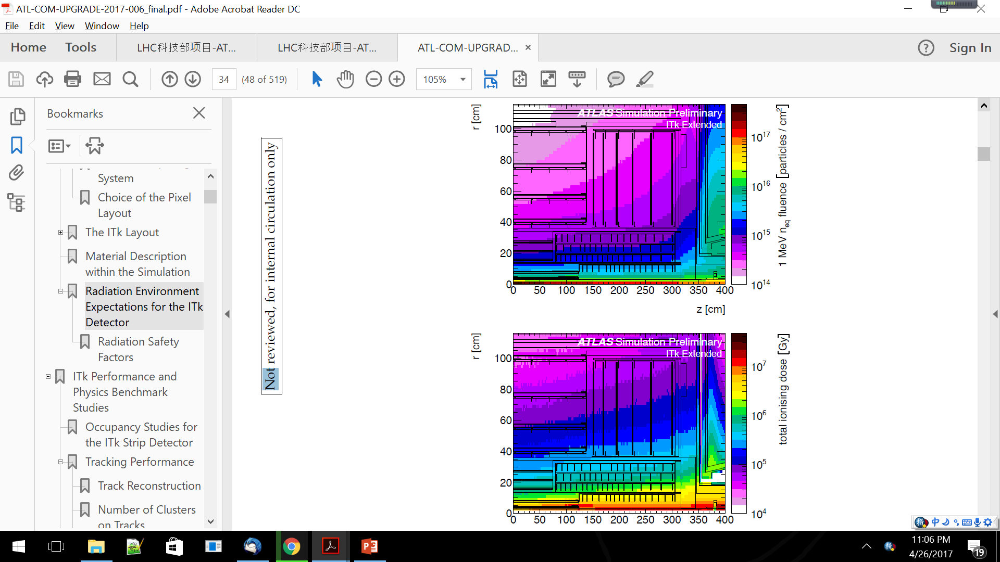 ATL-COM-UPGRADE-2017-006_final.pdf - Adobe Acrobat Reader DC
File Edit View Window Help
Home Tools LHC科技部项目-AT... LHC科技部项目-AT... ATL-COM-UPGRAD... × ? Sign In
34 (48 of 519) 105%
Bookmarks
System
Choice of the Pixel
Layout
The ITk Layout
Material Description
within the Simulation
Radiation Environment
Expectations for the ITk
Detector
Radiation Safety
Factors
ITk Performance and
Physics Benchmark
Studies
Occupancy Studies for
the ITk Strip Detector
Tracking Performance
Track Reconstruction
Number of Clusters
on Tracks
Not reviewed, for internal circulation only
r [cm]
ATLAS Simulation Preliminary
ITk Extended
100
80
60
40
20
0
0 50 100 150 200 250 300 350 400
z [cm]
10^17
10^16
10^15
10^14
1 MeV n_eq fluence [particles / cm^2]
r [cm]
ATLAS Simulation Preliminary
ITk Extended
100
80
60
40
20
0
0 50 100 150 200 250 300 350 400
10^7
10^6
10^5
10^4
total ionising dose [Gy]
中
11:06 PM
4/26/2017
19